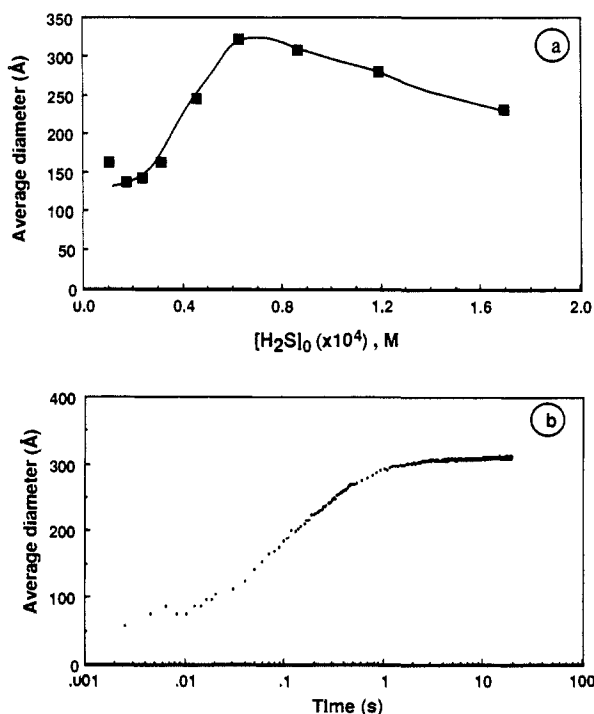 350
300
250
200
150
100
50
0
Average diameter (Å)
a
0.0 0.4 0.8 1.2 1.6 2.0
[H2S]0 (x10^4) , M
400
300
200
100
0
Average diameter (Å)
b
.001 .01 .1 1 10 100
Time (s)